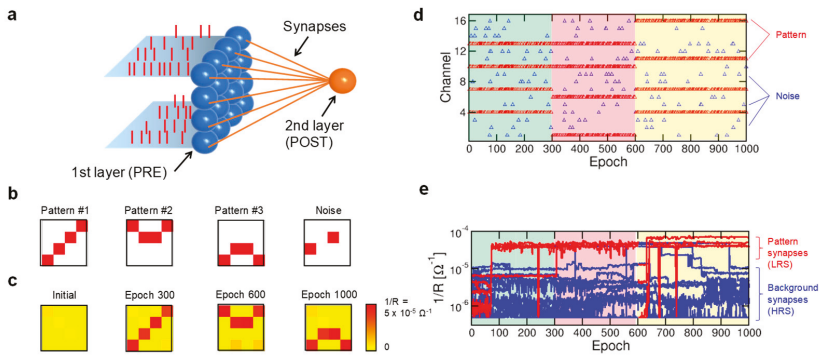 a
Synapses
2nd layer
(POST)
1st layer (PRE)
b
Pattern #1 Pattern #2 Pattern #3 Noise
c
Initial Epoch 300 Epoch 600 Epoch 1000
1/R =
5 x 10⁻⁵ Ω⁻¹
0
d
Channel
16
12
8
4
0 100 200 300 400 500 600 700 800 900 1000
Epoch
Pattern
Noise
e
1/R [Ω⁻¹]
10⁻⁴
10⁻⁵
10⁻⁶
0 100 200 300 400 500 600 700 800 900 1000
Epoch
Pattern
synapses
(LRS)
Background
synapses
(HRS)